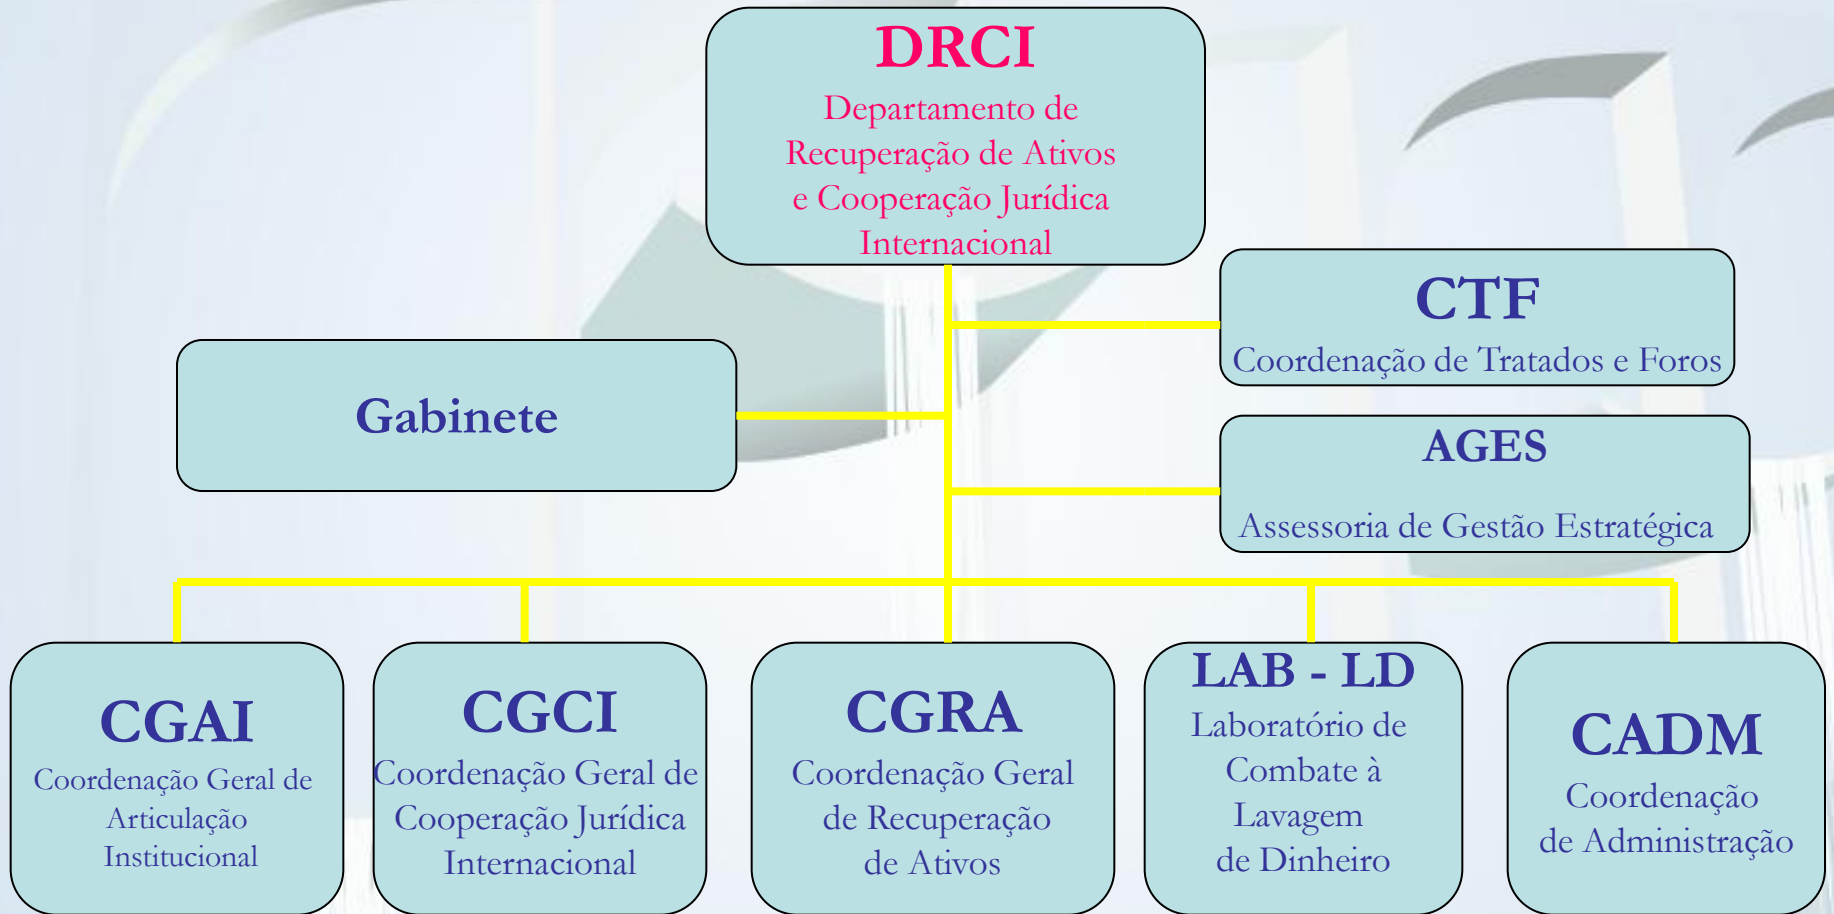 DRCI
Departamento de
Recuperação de Ativos
e Cooperação Jurídica
Internacional
CTF
Coordenação de Tratados e Foros
Gabinete
AGES
Assessoria de Gestão Estratégica
CGAI
Coordenação Geral de
Articulação
Institucional
CGCI
Coordenação Geral de
Cooperação Jurídica
Internacional
CGRA
Coordenação Geral
de Recuperação
de Ativos
LAB - LD
Laboratório de
Combate à
Lavagem
de Dinheiro
CADM
Coordenação
de Administração